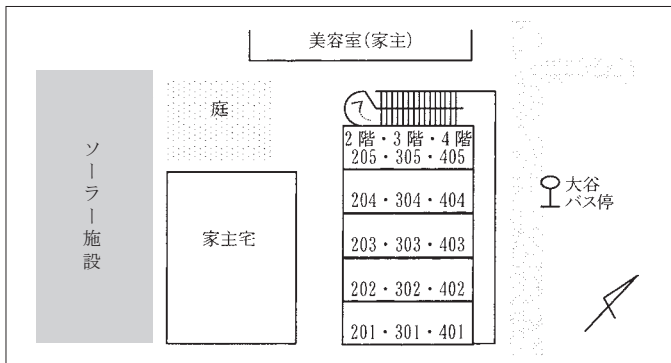 美容室(家主)
庭
ソーラー施設
家主宅
2階・3階・4階
205・305・405
204・304・404
203・303・403
202・302・402
201・301・401
大谷
バス停